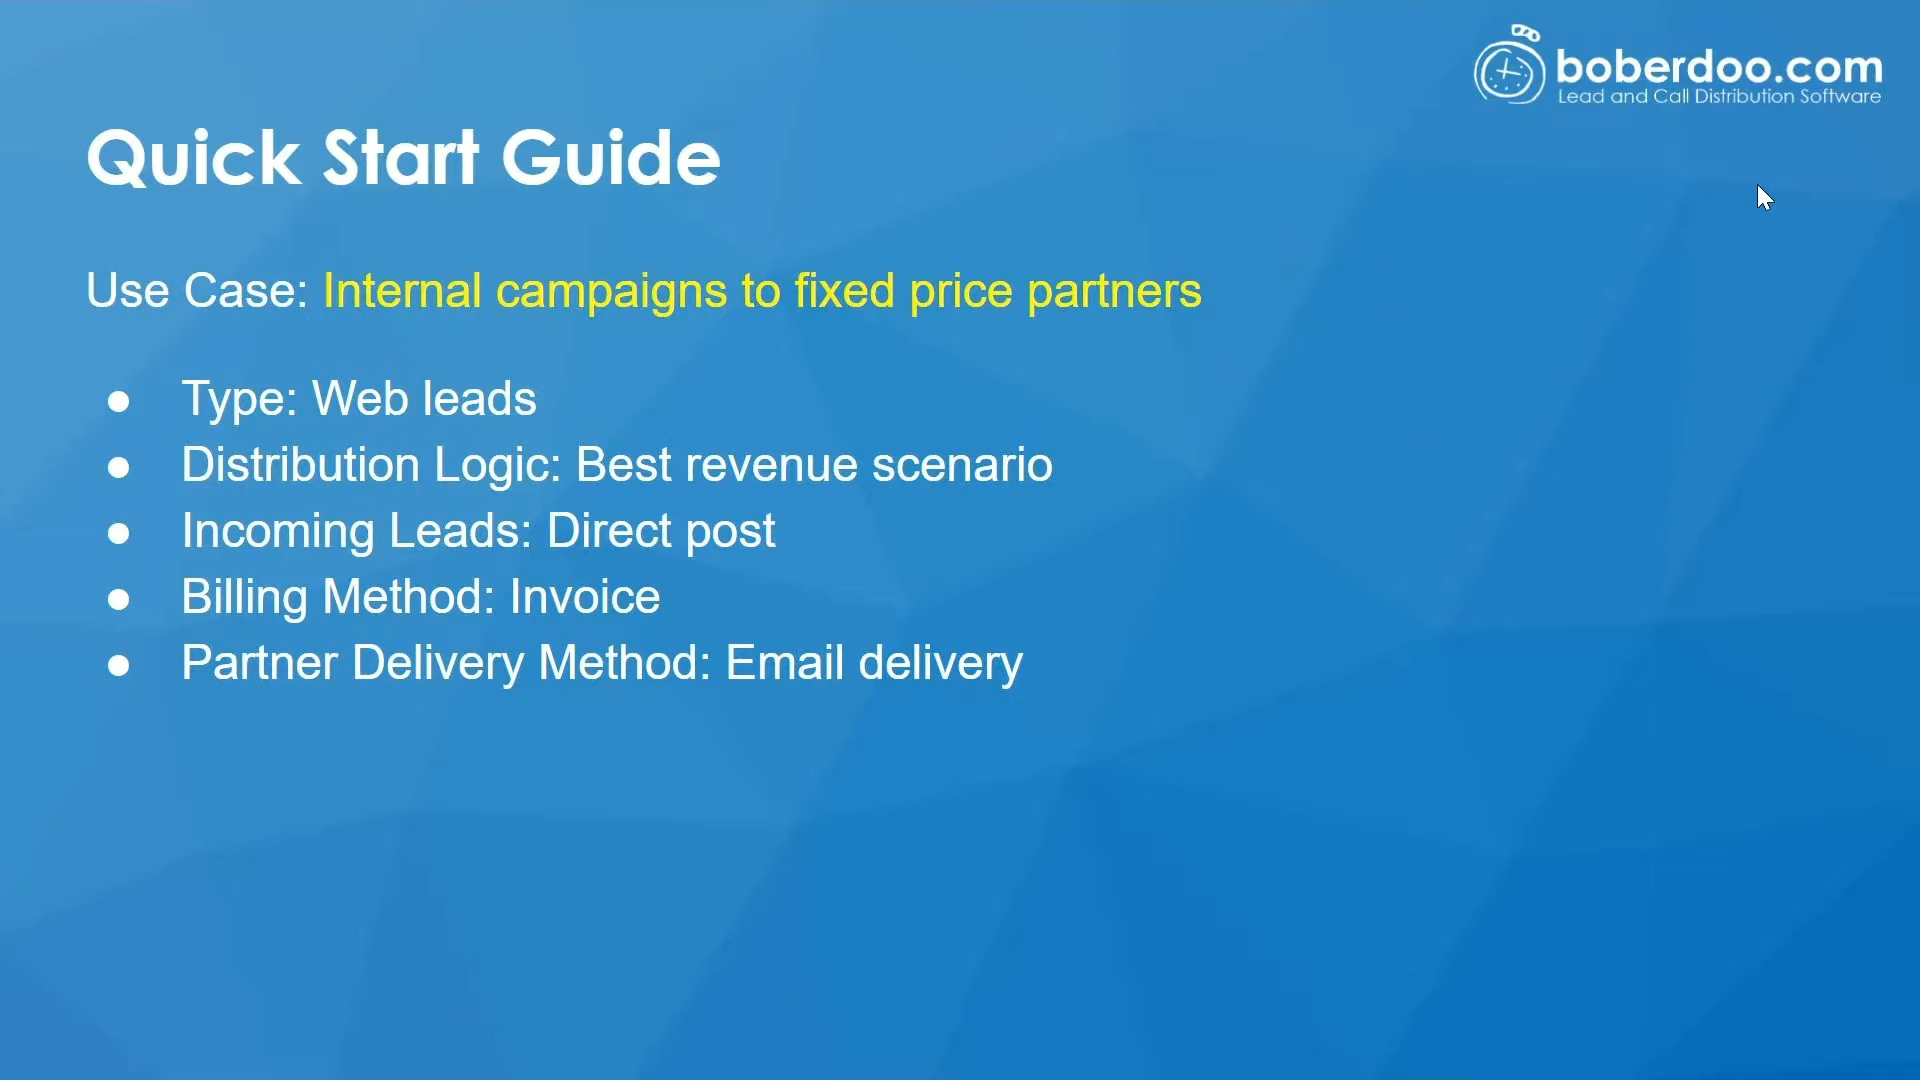 boberdoo.com
Lead and Call Distribution Software
Quick Start Guide
Use Case: Internal campaigns to fixed price partners
● Type: Web leads
● Distribution Logic: Best revenue scenario
● Incoming Leads: Direct post
● Billing Method: Invoice
● Partner Delivery Method: Email delivery